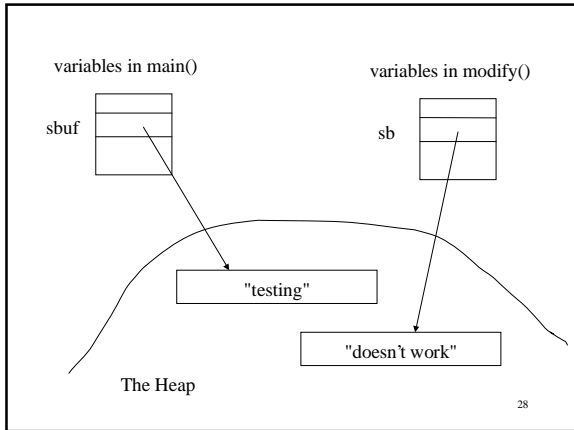 variables in main()
variables in modify()
sbuf
sb
"testing"
"doesn’t work"
The Heap
28